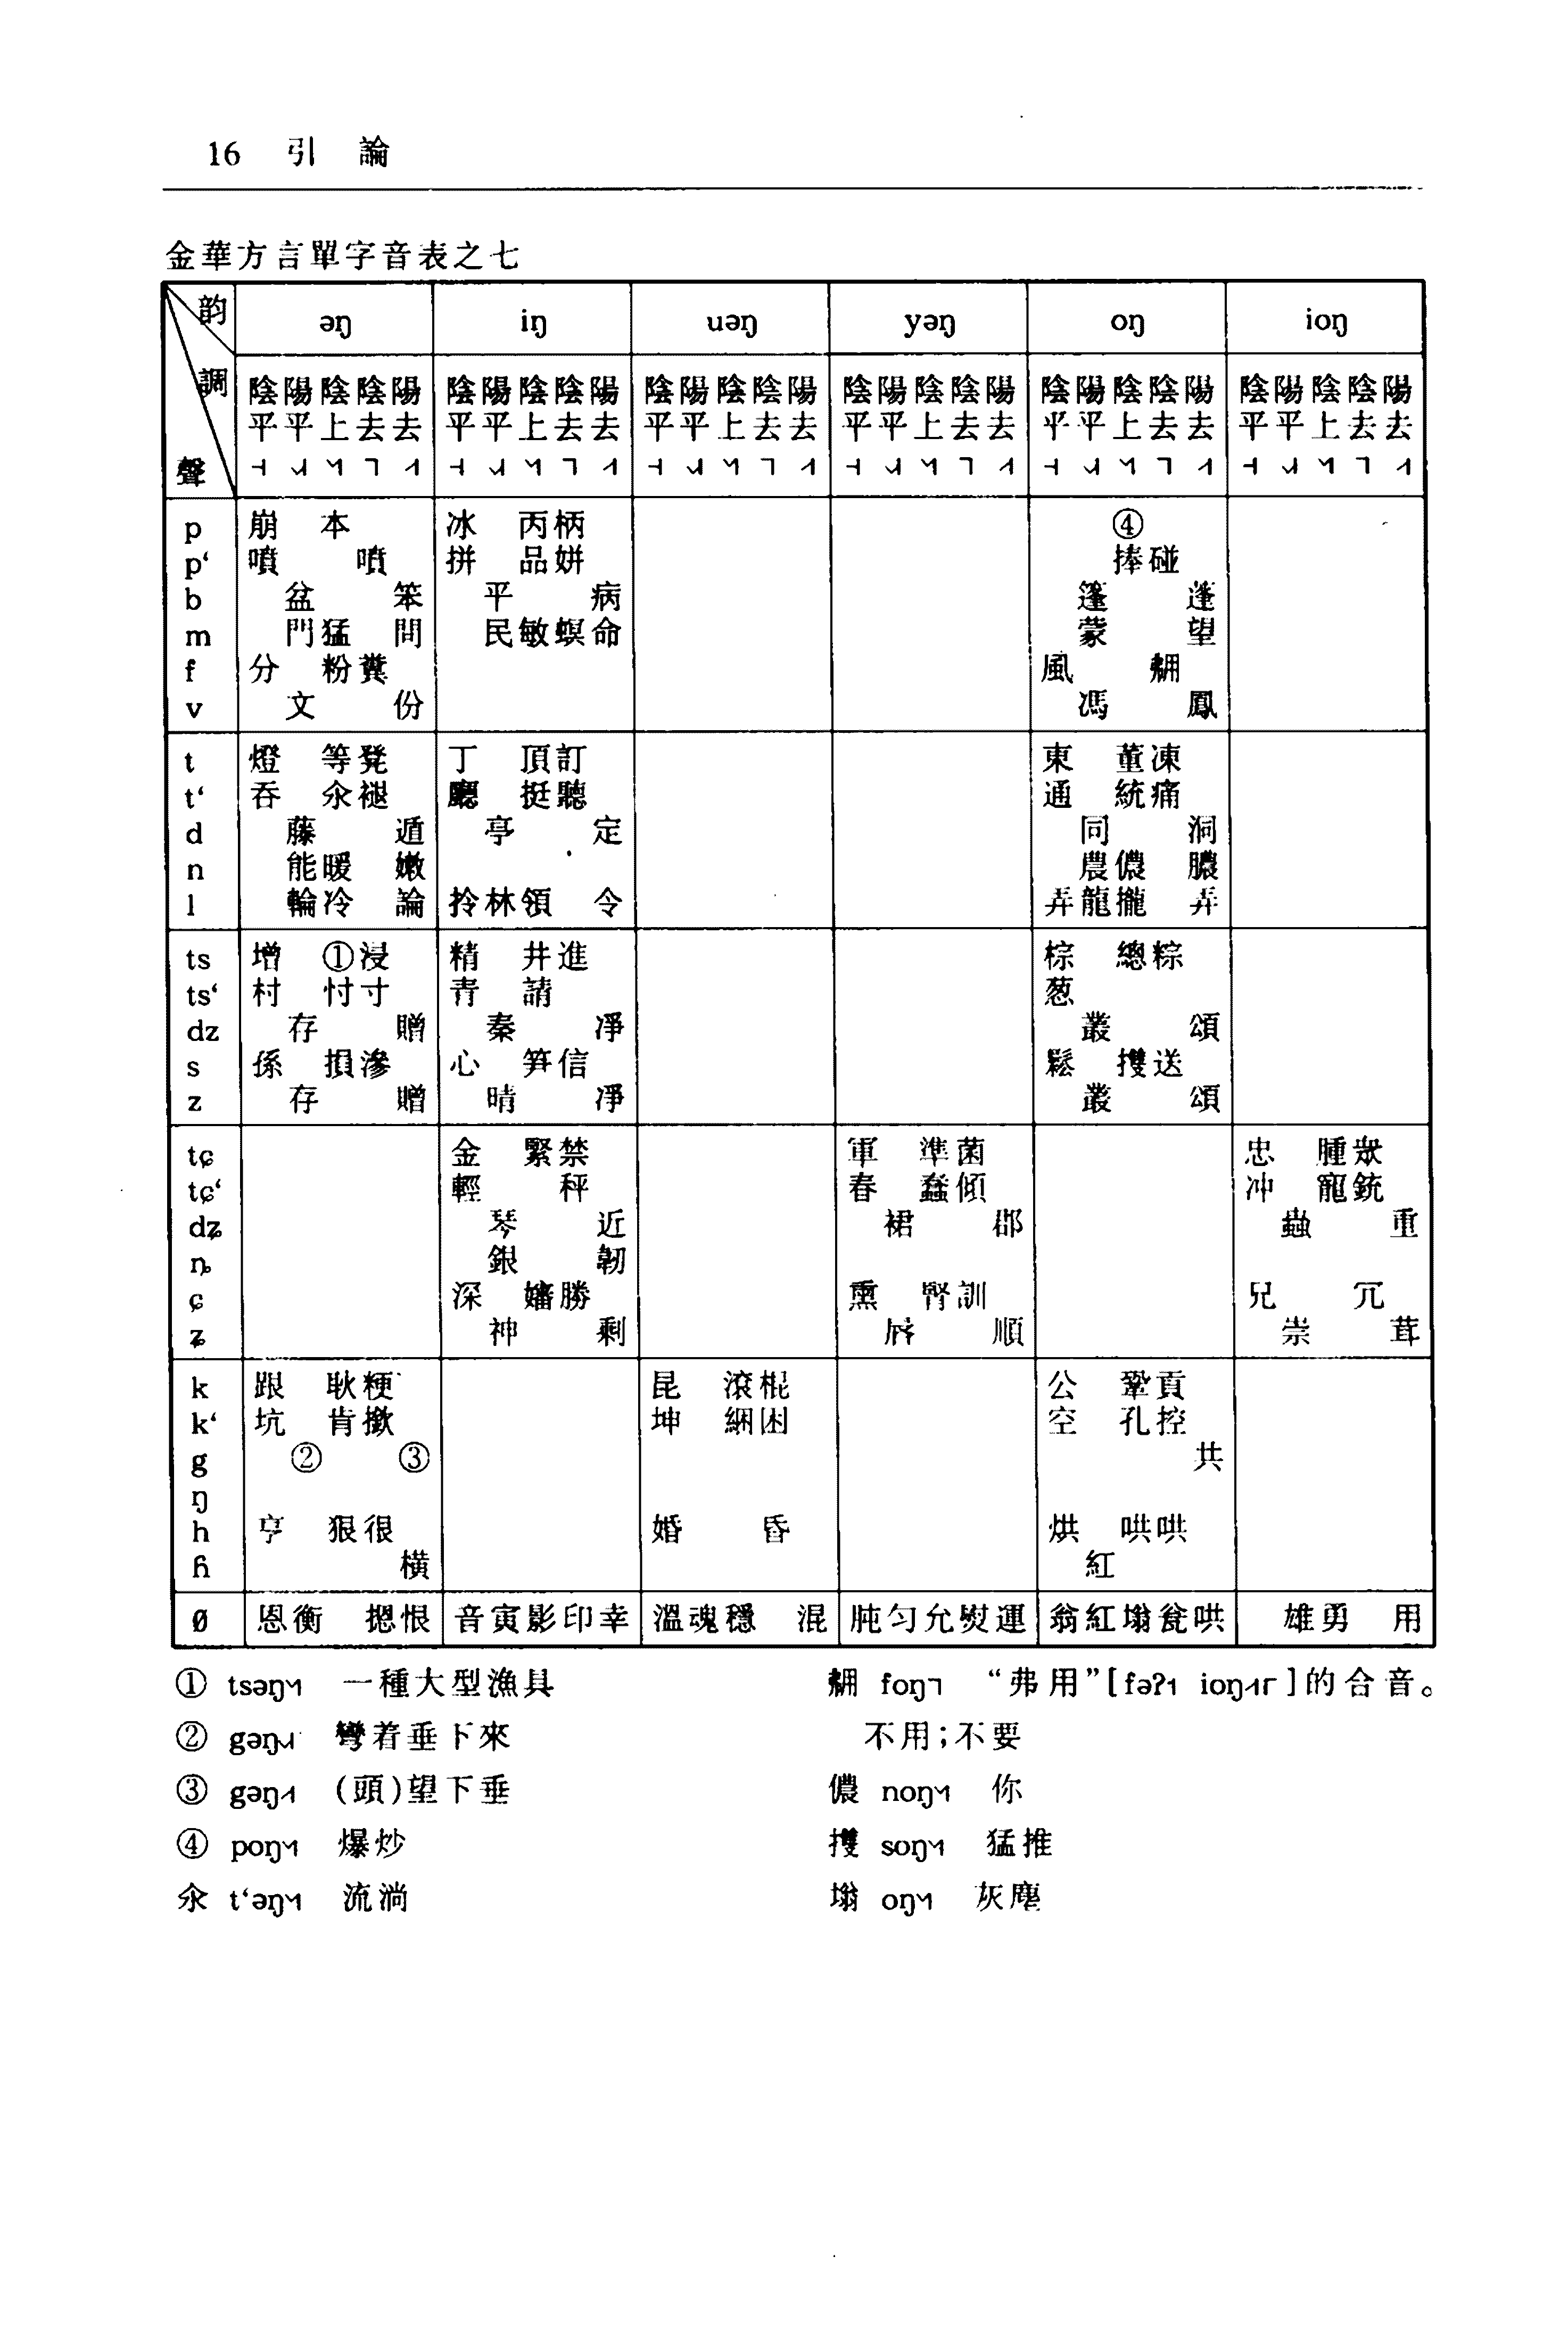 16 引 論
金華方言單字音表之七
韵 əŋ iŋ uəŋ yəŋ oŋ ioŋ
調 陰陽陰陰陽 陰陽陰陰陽 陰陽陰陰陽 陰陽陰陰陽 陰陽陰陰陽 陰陽陰陰陽
平平上去去 平平上去去 平平上去去 平平上去去 平平上去去 平平上去去
聲
p 崩 本 冰 丙柄 ④
pʻ 噴 噴 拼 品姘 捧碰
b 盆 笨 平 病 篷 蓬
m 門猛 問 民敏螟命 蒙 望
f 分 粉糞 風 甮
v 文 份 馮 鳳
t 燈 等凳 丁 頂訂 東 董凍
tʻ 吞 氽褪 廳 挺聽 通 統痛
d 藤 遁 亭 定 同 洞
n 能暖 嫩 農儂 膿
l 輪冷 論 拎林領 令 弄龍攏 弄
ts 增 ①浸 精 井進 棕 總粽
tsʻ 村 忖寸 青 請 葱
dz 存 贈 秦 凈 叢 頌
s 孫 損滲 心 笋信 鬆 㩳送
z 存 贈 晴 凈 叢 頌
tɕ 金 緊禁 軍 準菌 忠 腫衆
tɕʻ 輕 秤 春 蠢傾 冲 寵銃
dʑ 琴 近 裙 郡 蟲 重
ȵ 銀 韌
ɕ 深 嬸勝 熏 腎訓 兄 冗
ʑ 神 剩 唇 順 崇 茸
k 跟 耿粳 昆 滾棍 公 鞏貢
kʻ 坑 肯撳 坤 綑困 空 孔控
g ② ③ 共
ŋ
h 亨 狠很 婚 昏 烘 哄哄
ɦ 橫 紅
ø 恩衡 摁恨 音寅影印幸 溫魂穩 混 肫匀允熨運 翁紅塕瓮哄 雄勇 用
① tsəŋ˦˥ 一種大型漁具 甮 foŋ˥ “弗用”[fəʔ ioŋ]的合音。
② gəŋ 彎着垂下來 不用；不要
③ gəŋ (頭)望下垂 儂 noŋ 你
④ poŋ 爆炒 㩳 soŋ 猛推
氽 tʻəŋ 流淌 塕 oŋ 灰塵